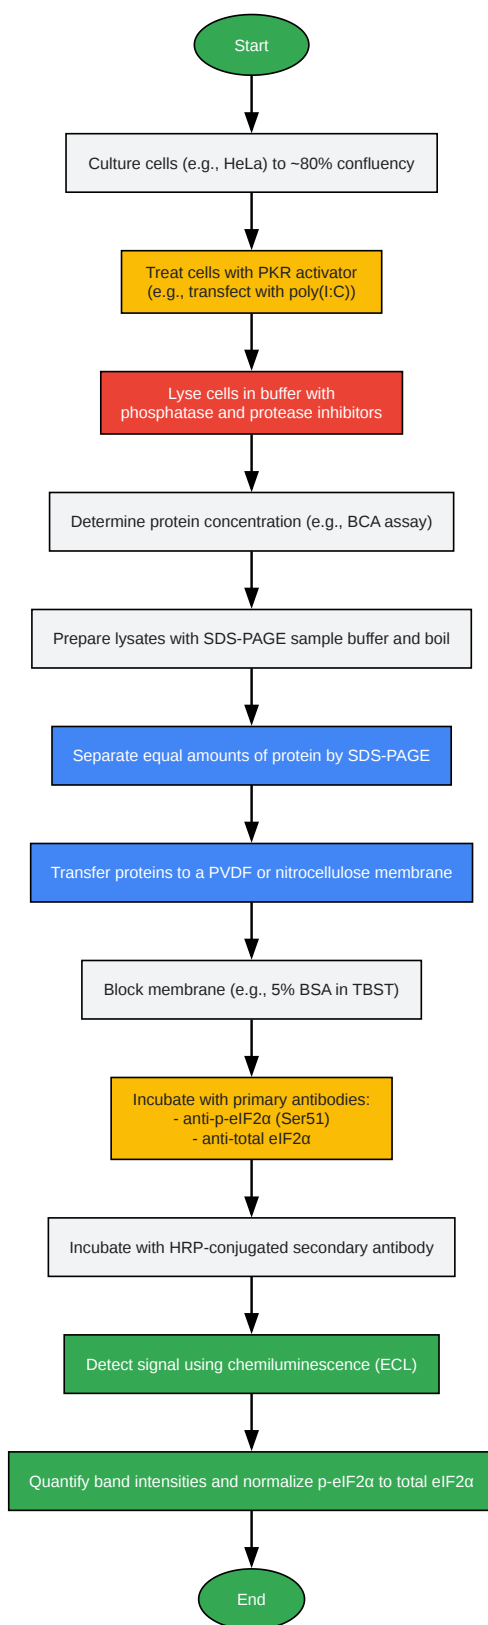 Start
Culture cells (e.g., HeLa) to ~80% confluency
Treat cells with PKR activator
(e.g., transfect with poly(I:C))
Lyse cells in buffer with
phosphatase and protease inhibitors
Determine protein concentration (e.g., BCA assay)
Prepare lysates with SDS-PAGE sample buffer and boil
Separate equal amounts of protein by SDS-PAGE
Transfer proteins to a PVDF or nitrocellulose membrane
Block membrane (e.g., 5% BSA in TBST)
Incubate with primary antibodies:
- anti-p-eIF2α (Ser51)
- anti-total eIF2α
Incubate with HRP-conjugated secondary antibody
Detect signal using chemiluminescence (ECL)
Quantify band intensities and normalize p-eIF2α to total eIF2α
End